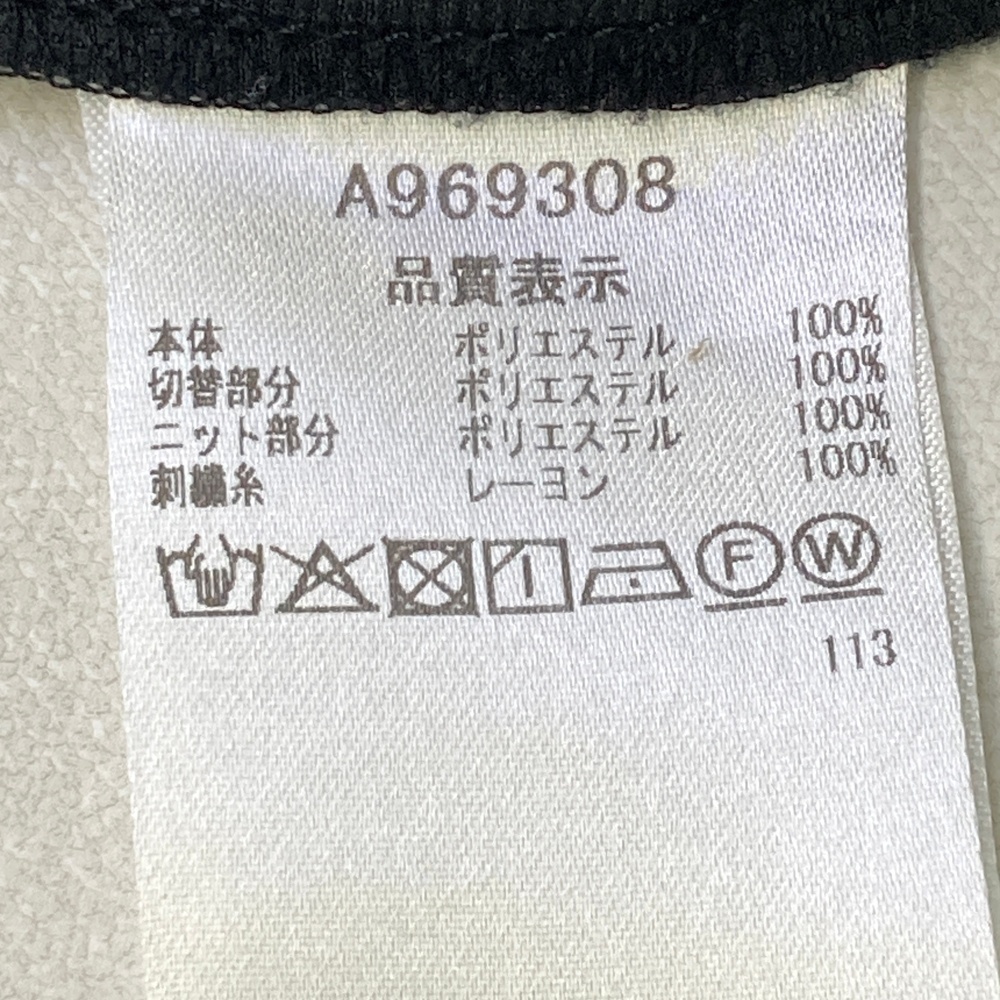 A969308
品質表示
本体 ポリエステル 100%
切替部分 ポリエステル 100%
ニット部分 ポリエステル 100%
刺繍糸 レーヨン 100%
F W
113